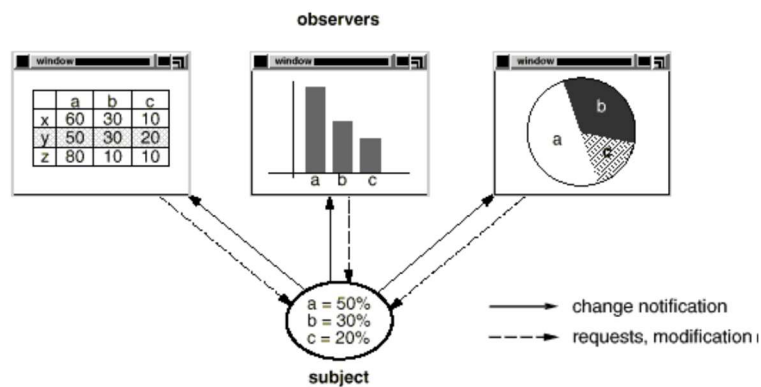 observers
window
window
window
a b c
x 60 30 10
y 50 30 20
z 80 10 10
a b c
b
a
c
a = 50%
b = 30%
c = 20%
change notification
requests, modification
subject